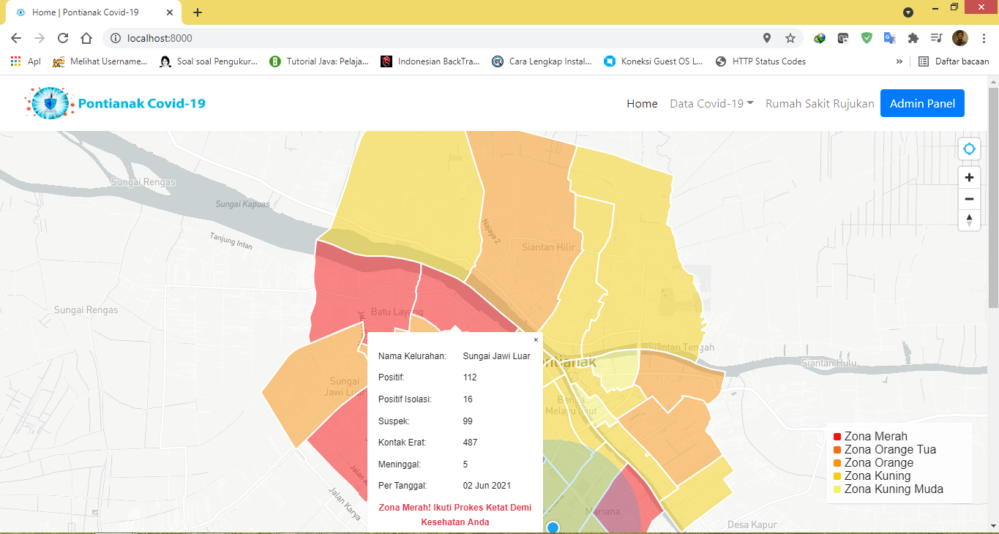 Home | Pontianak Covid-19
localhost:8000
Apl
Melihat Username...
Soal soal Pengukur...
Tutorial Java: Pelaja...
Indonesian BackTra...
Cara Lengkap Instal...
Koneksi Guest OS L...
HTTP Status Codes
»
Daftar bacaan
Pontianak Covid-19
Home
Data Covid-19
Rumah Sakit Rujukan
Admin Panel
Sungai Rengas
Sungai Kapuas
Tanjung Intan
Najaya 2
Siantan Hilir
Sungai Rengas
Batu Layang
Siantan Tengah
Siantan Hulu
Sungai
Jawi Luar
Melayu Laut
Jalan Karya
Mariana
Desa Kapur
Nama Kelurahan: Sungai Jawi Luar
Positif: 112
Positif Isolasi: 16
Suspek: 99
Kontak Erat: 487
Meninggal: 5
Per Tanggal: 02 Jun 2021
Zona Merah! Ikuti Prokes Ketat Demi
Kesehatan Anda
Zona Merah
Zona Orange Tua
Zona Orange
Zona Kuning
Zona Kuning Muda